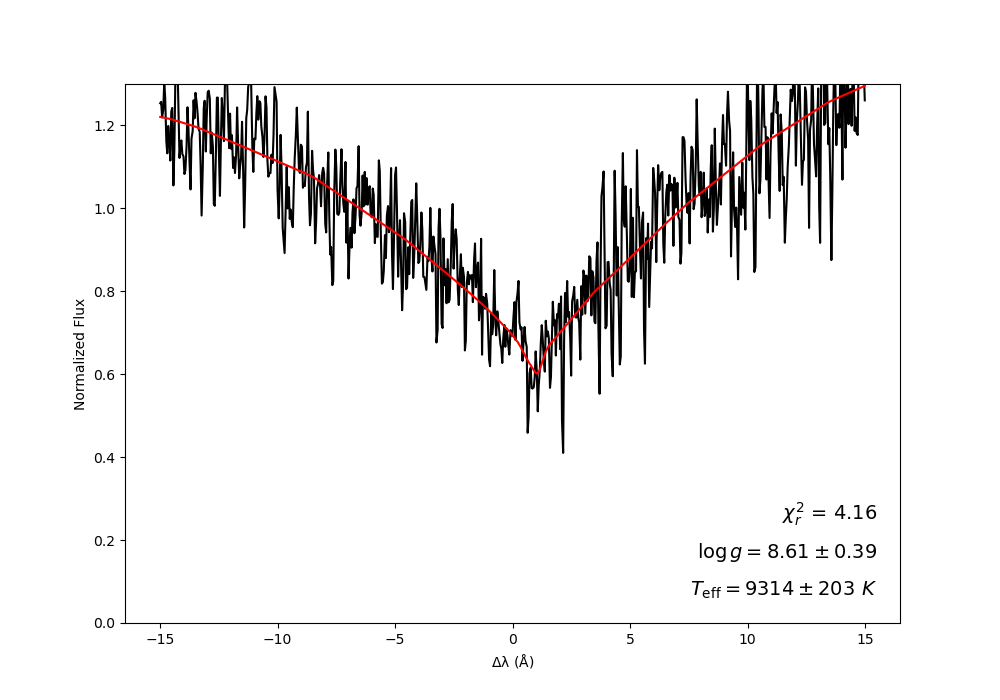 1.2
1.0
0.8
0.6
0.4
0.2
0.0
Normalized Flux
χ²ᵣ = 4.16
log g = 8.61 ± 0.39
T_eff = 9314 ± 203 K
−15 −10 −5 0 5 10 15
Δλ (Å)